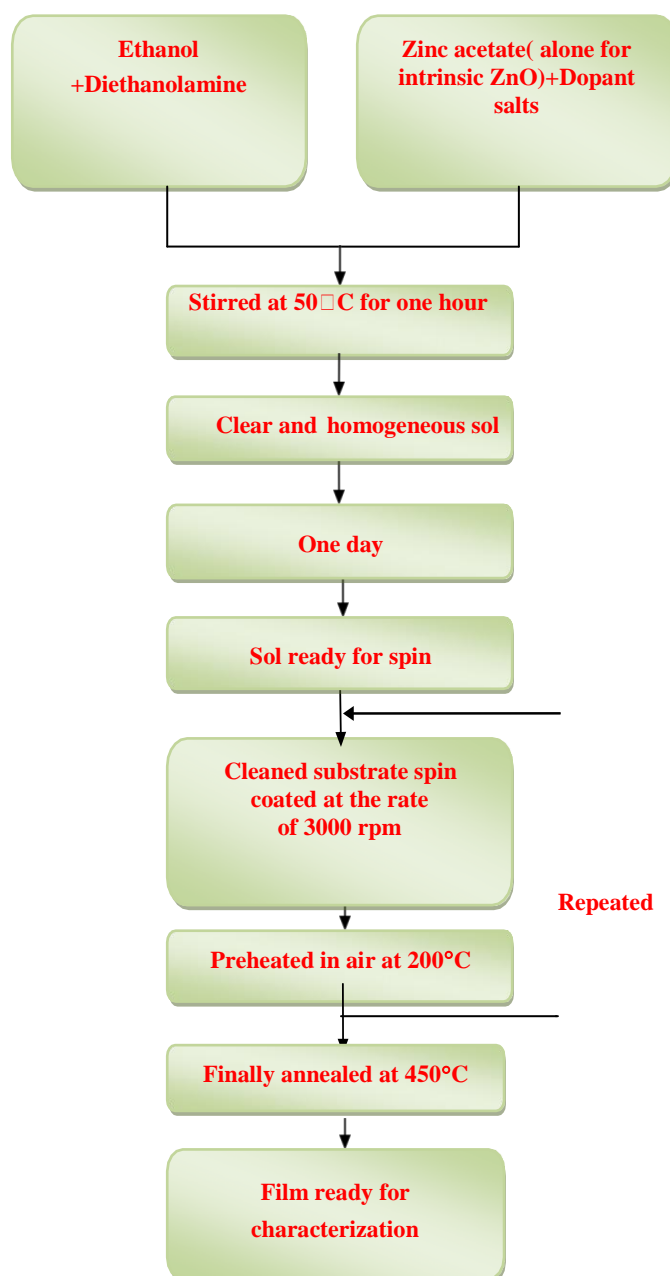 Ethanol
+Diethanolamine
Zinc acetate( alone for
intrinsic ZnO)+Dopant
salts
Stirred at 50□C for one hour
Clear and homogeneous sol
One day
Sol ready for spin
Cleaned substrate spin
coated at the rate
of 3000 rpm
Repeated
Preheated in air at 200°C
Finally annealed at 450°C
Film ready for
characterization